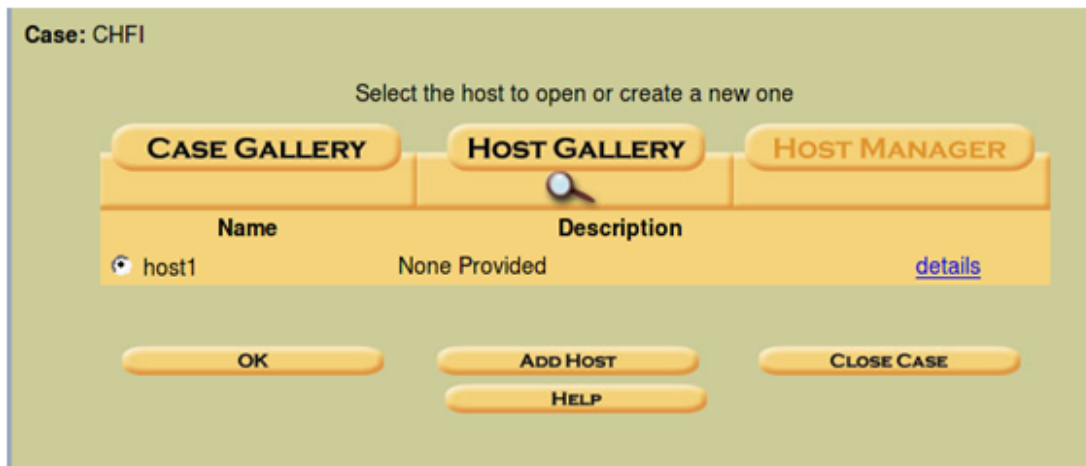 Case: CHFI
Select the host to open or create a new one
CASE GALLERY HOST GALLERY HOST MANAGER
Name Description
host1 None Provided details
OK ADD HOST CLOSE CASE
HELP